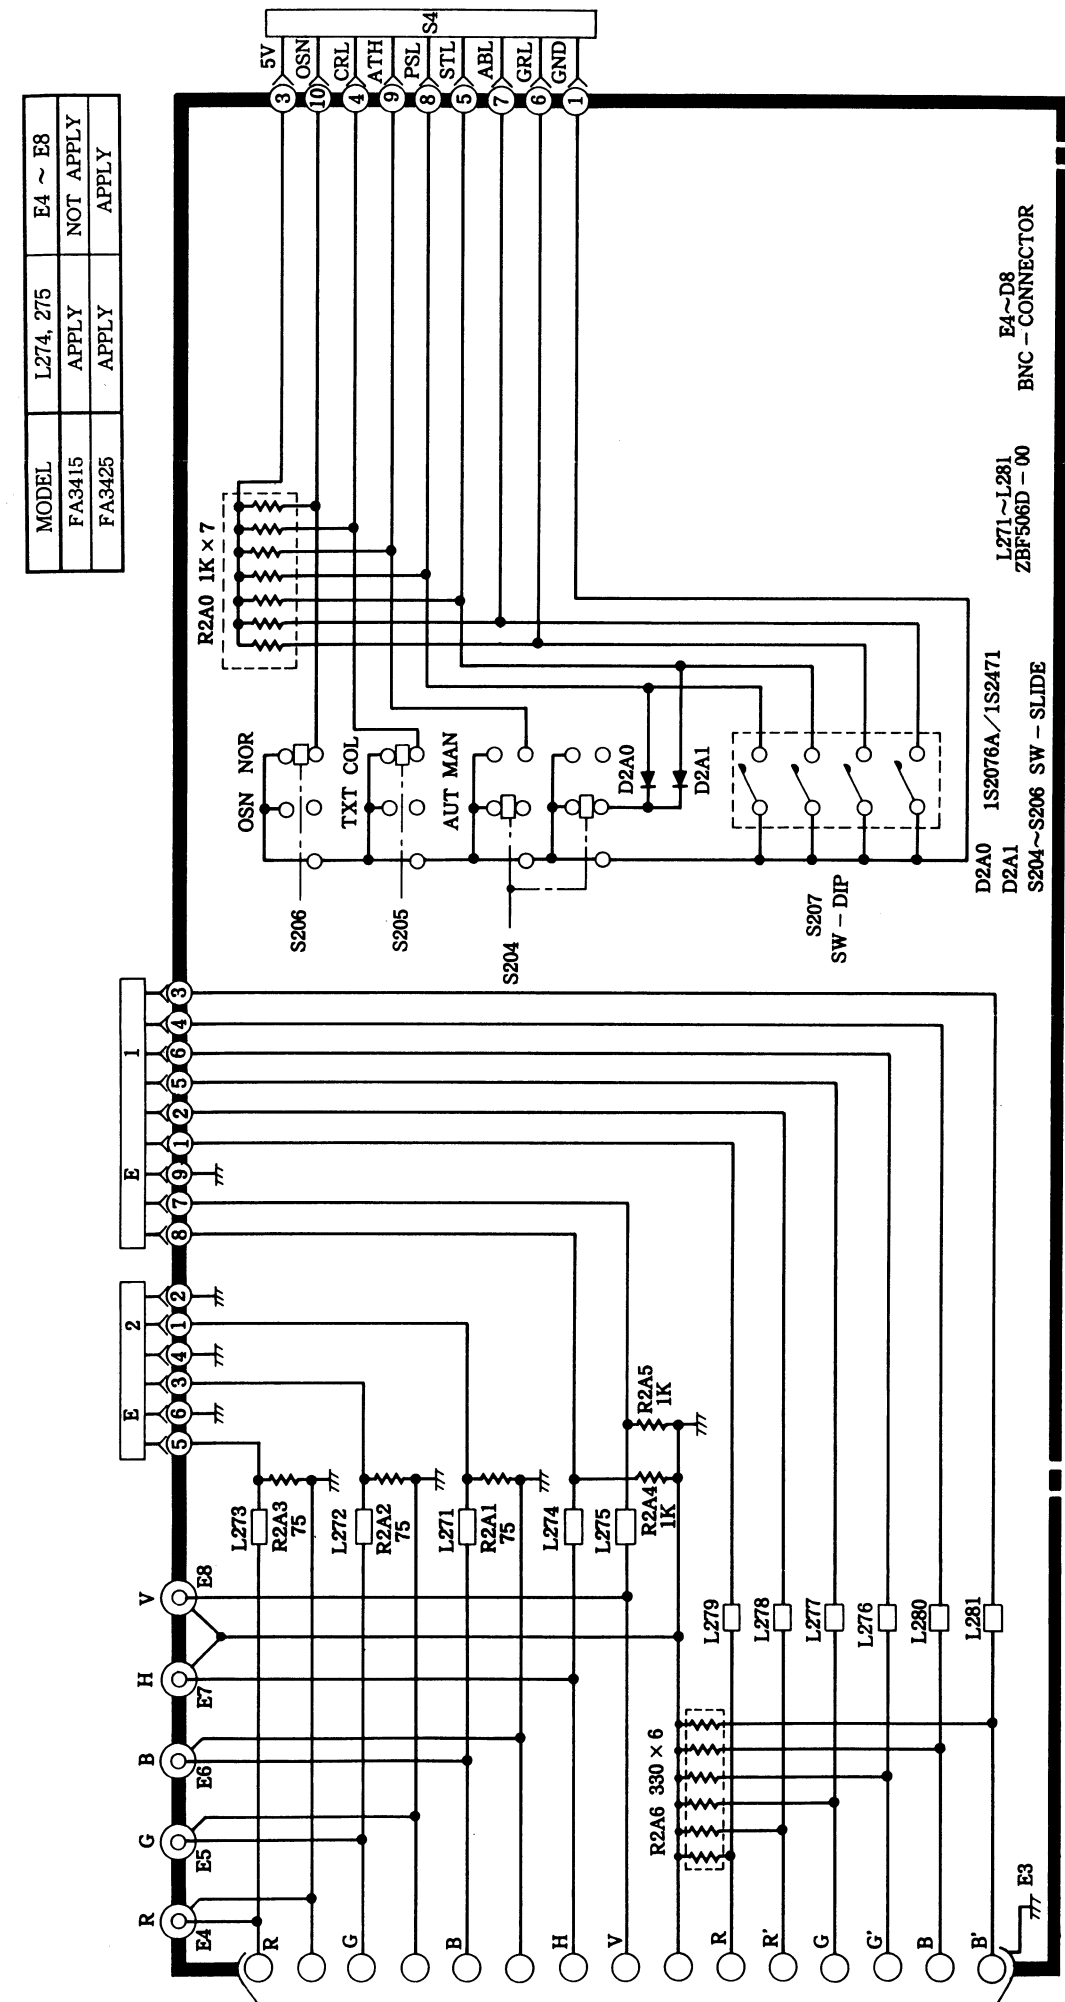 MODEL L274, 275 E4 ~ E8
FA3415 APPLY NOT APPLY
FA3425 APPLY APPLY
S4
5V
OSN
CRL
ATH
PSL
STL
ABL
GRL
GND
3
10
4
9
8
5
7
6
1
R2A0 1K × 7
OSN NOR
TXT COL
AUT MAN
D2A0
D2A1
S206
S205
S204
S207
SW – DIP
D2A0 1S2076A/1S2471
D2A1
S204~S206 SW – SLIDE
L271~L281
ZBF506D – 00
E4~D8
BNC – CONNECTOR
E 1
8
7
9
1
2
5
6
4
3
E 2
5
6
3
4
1
2
R
G
B
H
V
E4
E5
E6
E7
E8
L273
R2A3
75
L272
R2A2
75
L271
R2A1
75
L274
L275
R2A4
1K
R2A5
1K
L279
L278
L277
L276
L280
L281
R2A6 330 × 6
R
G
B
H
V
R
R'
G
G'
B
B'
E3